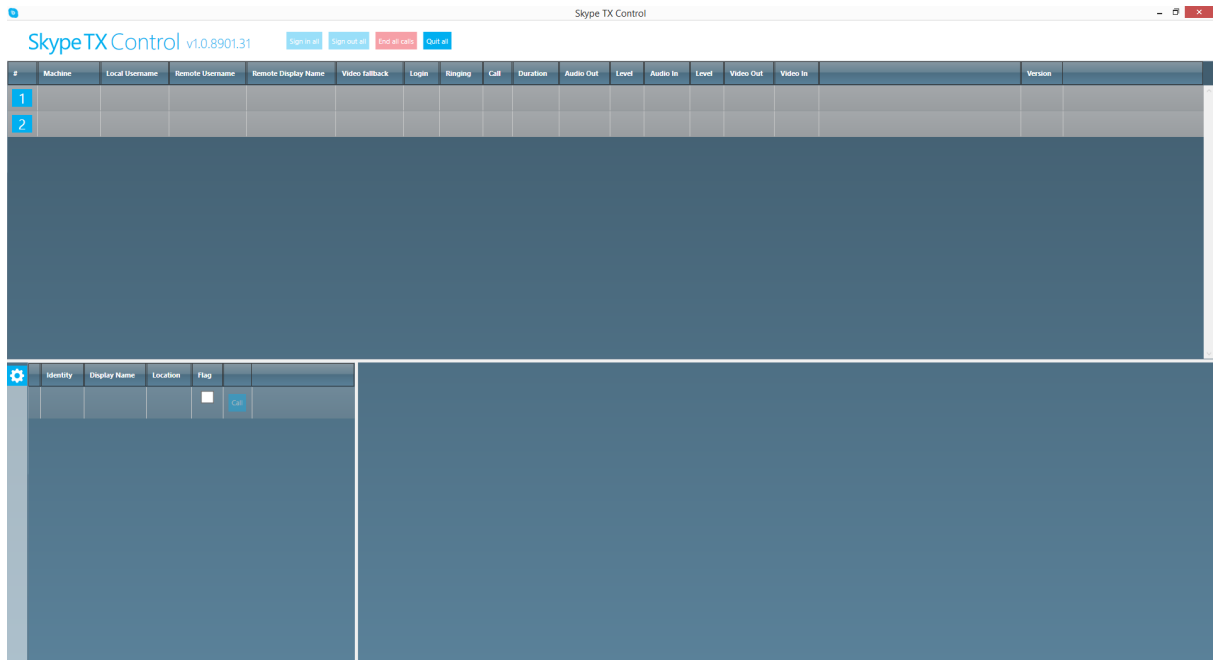 Skype TX Control
Skype TX Control v1.0.8901.31 Sign in all Sign out all End all calls Quit all
# Machine Local Username Remote Username Remote Display Name Video fallback Login Ringing Call Duration Audio Out Level Audio In Level Video Out Video In Version
1
2
Identity Display Name Location Flag
Call